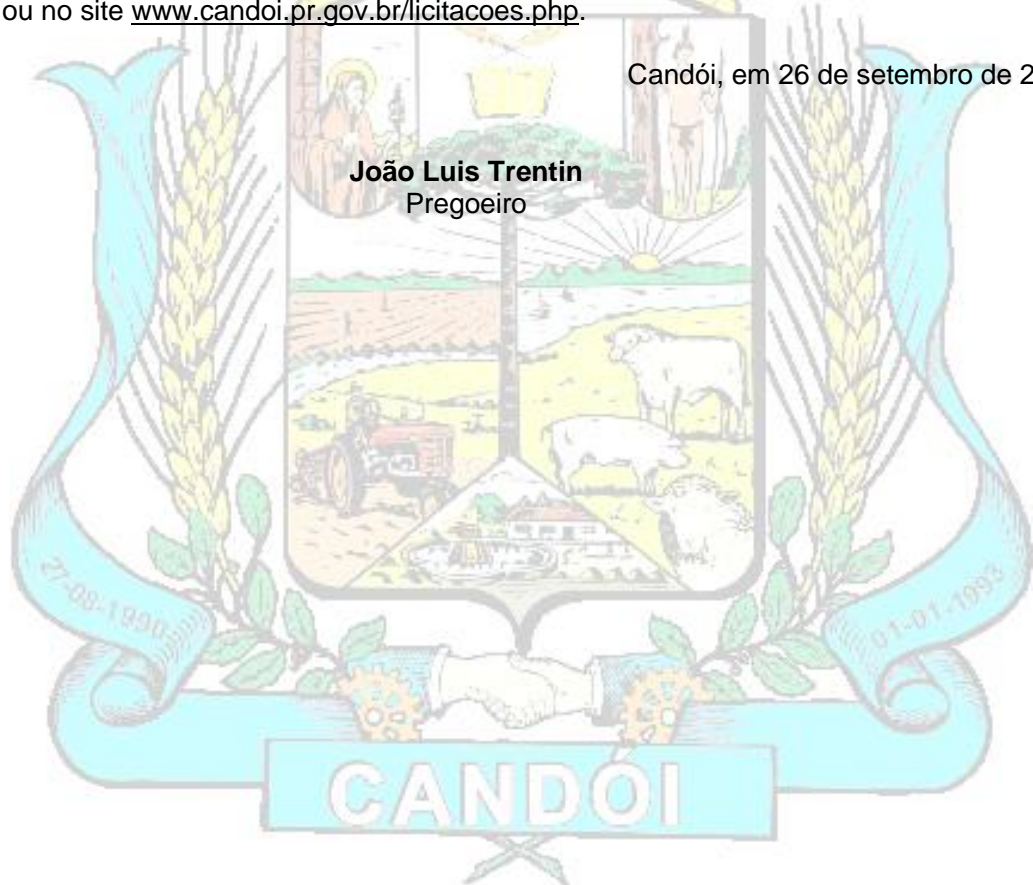 ou no site www.candoi.pr.gov.br/licitacoes.php.
Candói, em 26 de setembro de 2
João Luis Trentin
Pregoeiro
27-08-1990
01-01-1993
CANDÓI